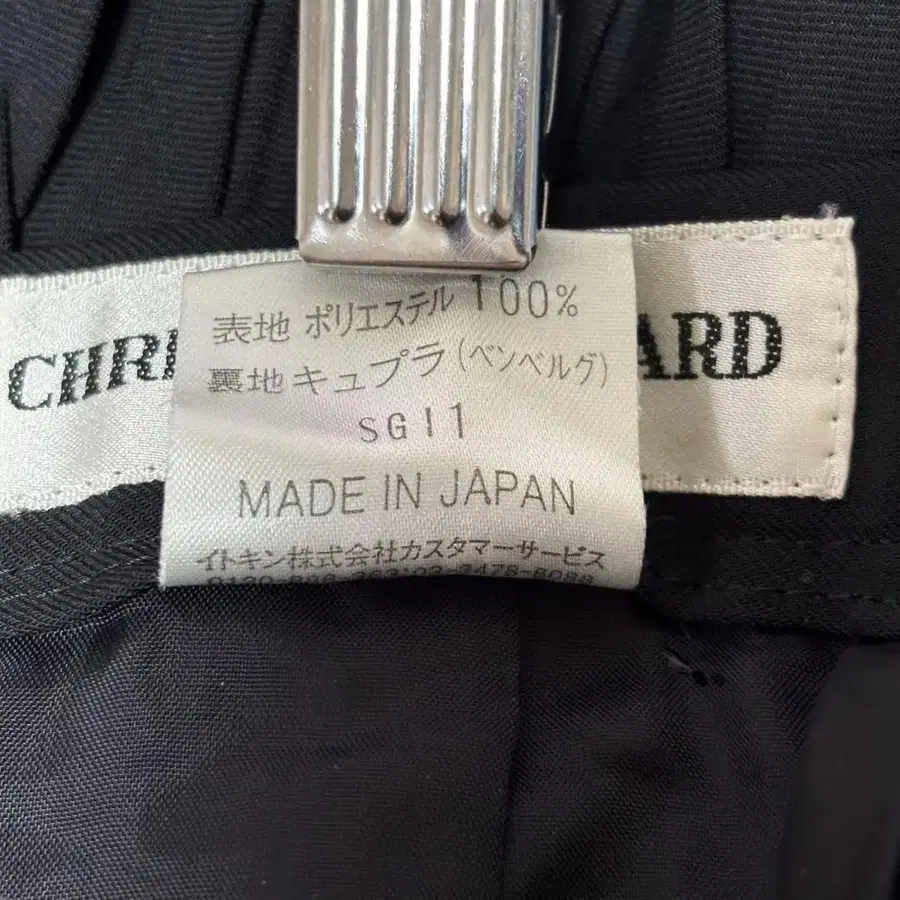 CHRI ARD
表地 ポリエステル 100%
裏地 キュプラ(ベンベルグ)
SG11
MADE IN JAPAN
イトキン株式会社カスタマーサービス